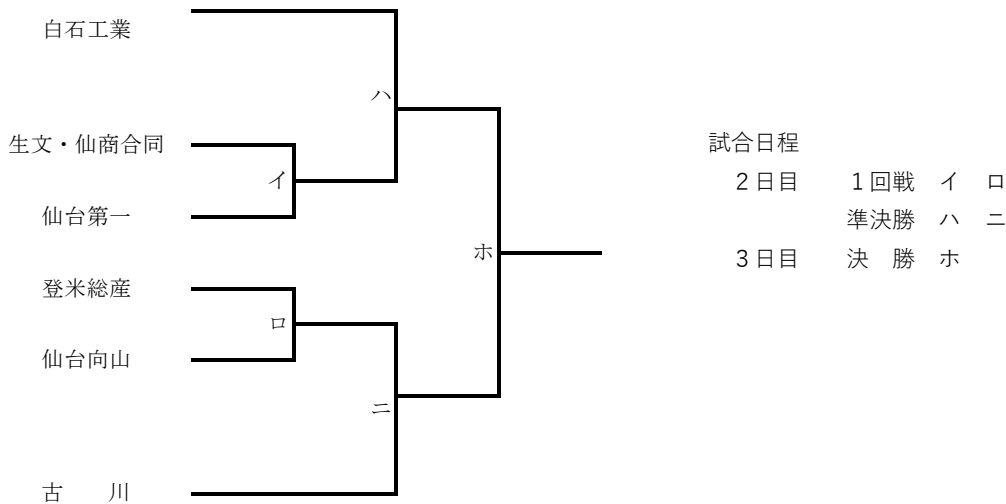 白石工業
ハ
生文・仙商合同
イ
仙台第一
ホ
登米総産
ロ
仙台向山
ニ
古　　川
試合日程
２日目　　１回戦　イ　ロ
準決勝　ハ　ニ
３日目　　決　勝　ホ